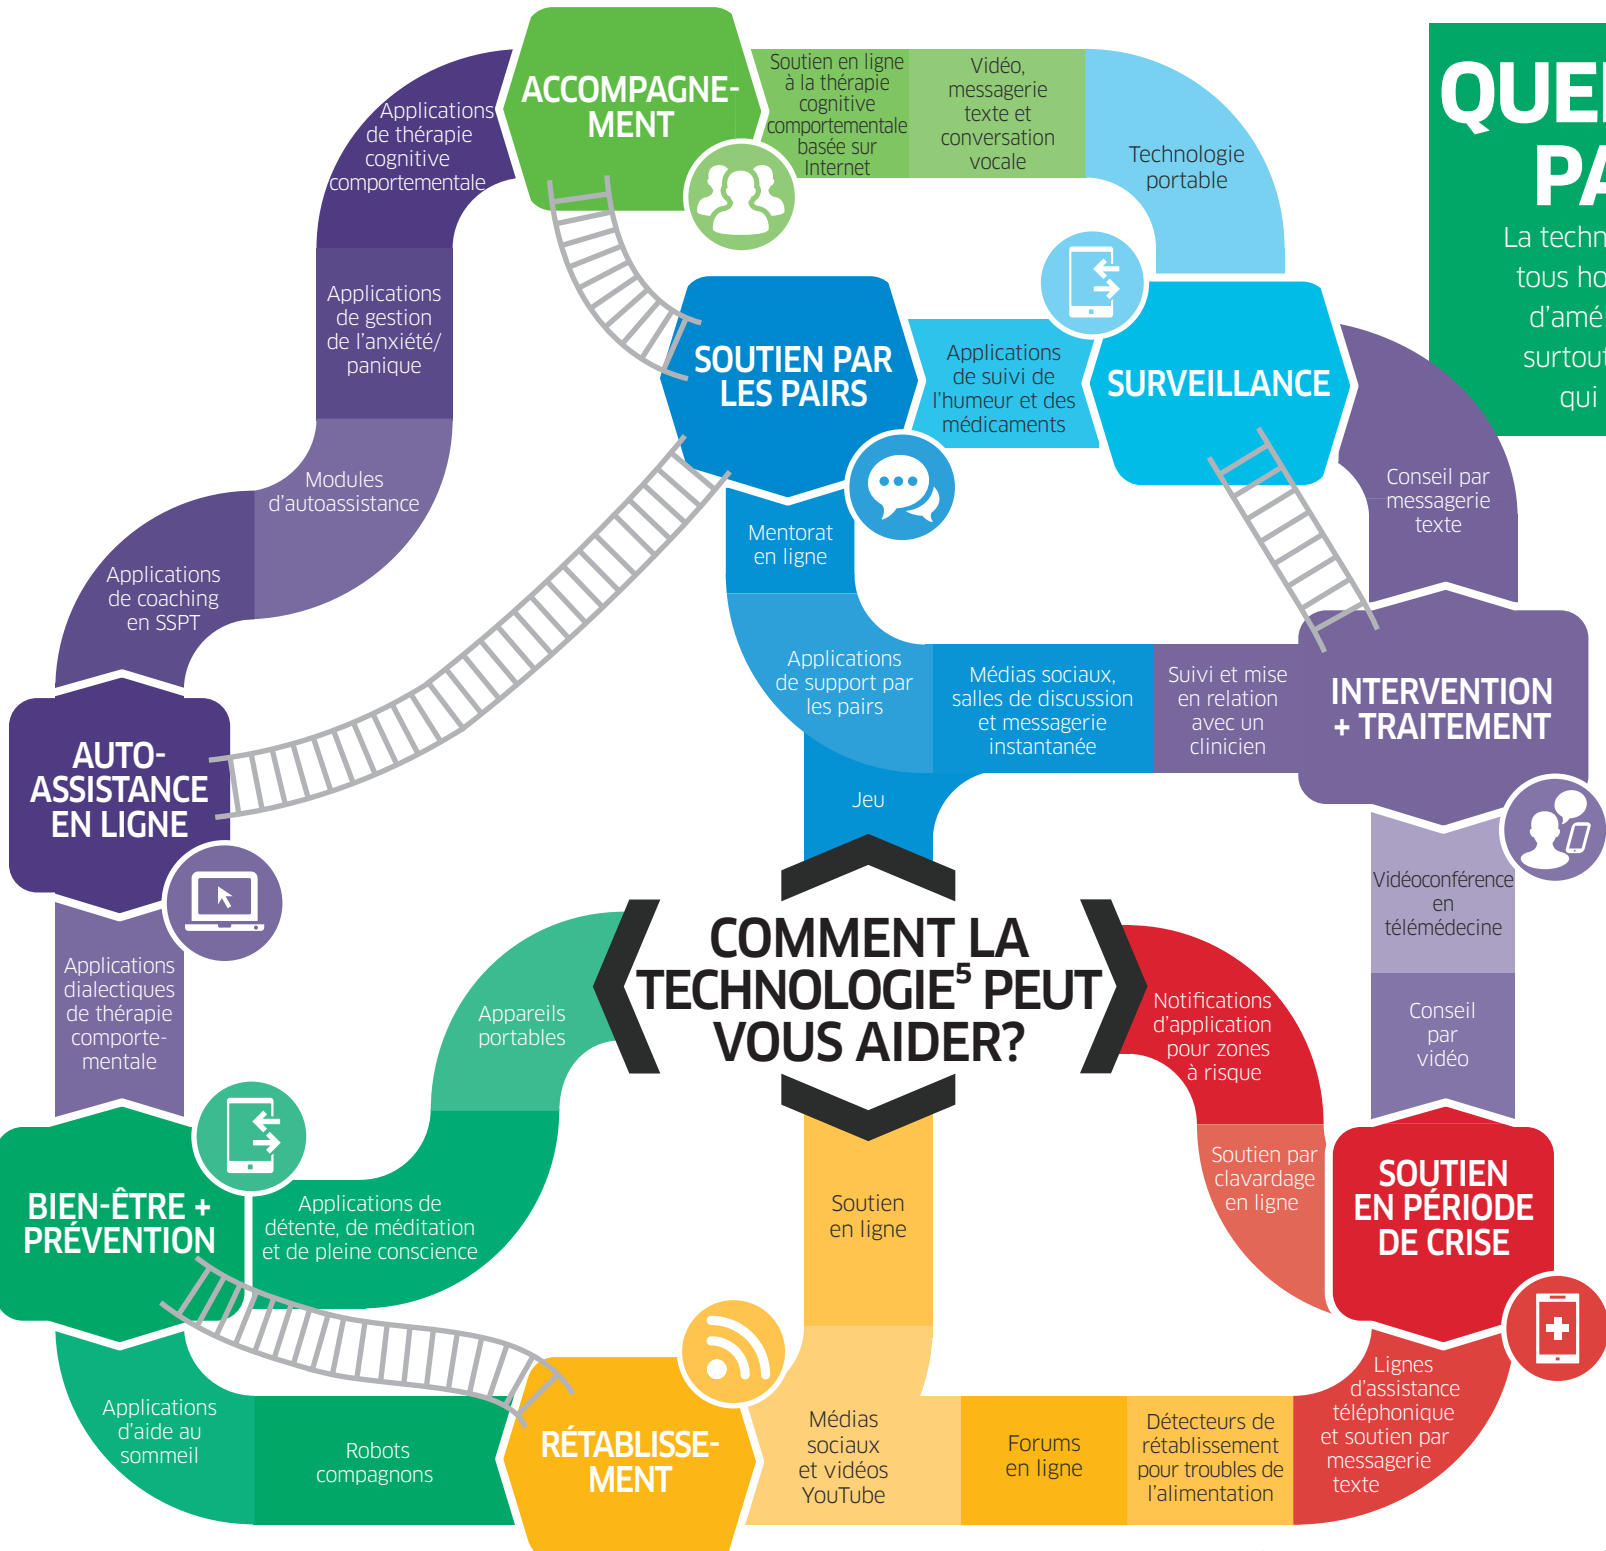 ACCOMPAGNE-
MENT
Soutien en ligne
à la thérapie
cognitive
comportementale
basée sur
Internet
Vidéo,
messagerie
texte et
conversation
vocale
Technologie
portable
QUE
PA
La techn
tous ho
d'amé
surtout
qui
Applications
de thérapie
cognitive
comportementale
Applications
de gestion
de l'anxiété/
panique
Modules
d'autoassistance
Applications
de coaching
en SSPT
SOUTIEN PAR
LES PAIRS
Applications
de suivi de
l'humeur et des
médicaments
SURVEILLANCE
Conseil par
messagerie
texte
Mentorat
en ligne
Applications
de support par
les pairs
Médias sociaux,
salles de discussion
et messagerie
instantanée
Suivi et mise
en relation
avec un
clinicien
INTERVENTION
+ TRAITEMENT
AUTO-
ASSISTANCE
EN LIGNE
Jeu
Vidéoconférence
en
télémédecine
Conseil
par
vidéo
COMMENT LA
TECHNOLOGIE⁵ PEUT
VOUS AIDER?
Applications
dialectiques
de thérapie
comporte-
mentale
Appareils
portables
Notifications
d'application
pour zones
à risque
Soutien par
clavardage
en ligne
SOUTIEN
EN PÉRIODE
DE CRISE
BIEN-ÊTRE +
PRÉVENTION
Applications de
détente, de méditation
et de pleine conscience
Soutien
en ligne
Applications
d'aide au
sommeil
Robots
compagnons
RÉTABLISSE-
MENT
Médias
sociaux
et vidéos
YouTube
Forums
en ligne
Détecteurs de
rétablissement
pour troubles de
l'alimentation
Lignes
d'assistance
téléphonique
et soutien par
messagerie
texte